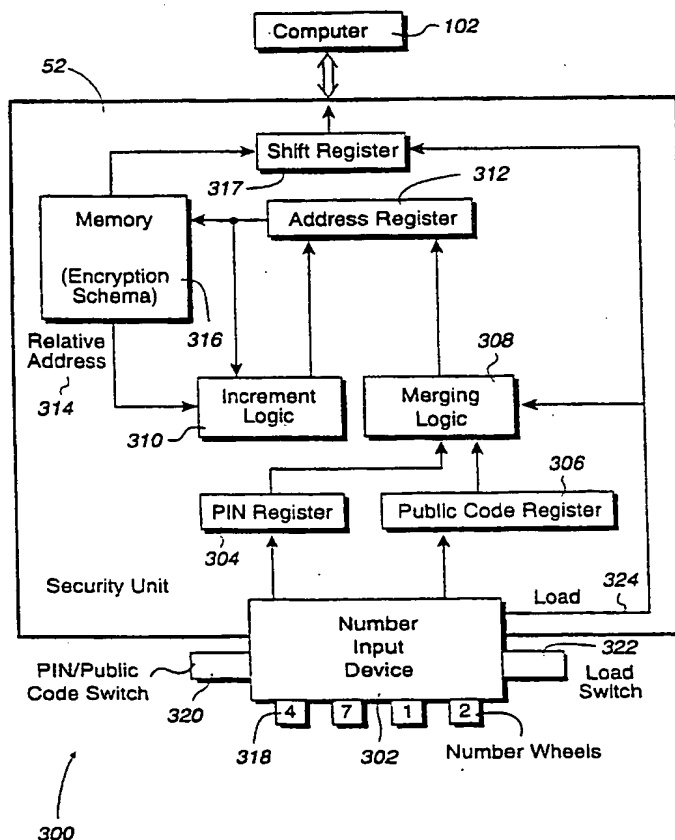 Computer
102
52
Shift Register
317
312
Memory
Address Register
(Encryption
Schema)
316
Relative
Address
314
308
Increment
Logic
310
Merging
Logic
306
PIN Register
304
Public Code Register
Security Unit
Load
324
Number
Input
Device
322
PIN/Public
Code Switch
320
Load
Switch
4 7 1 2
318
302
Number Wheels
300